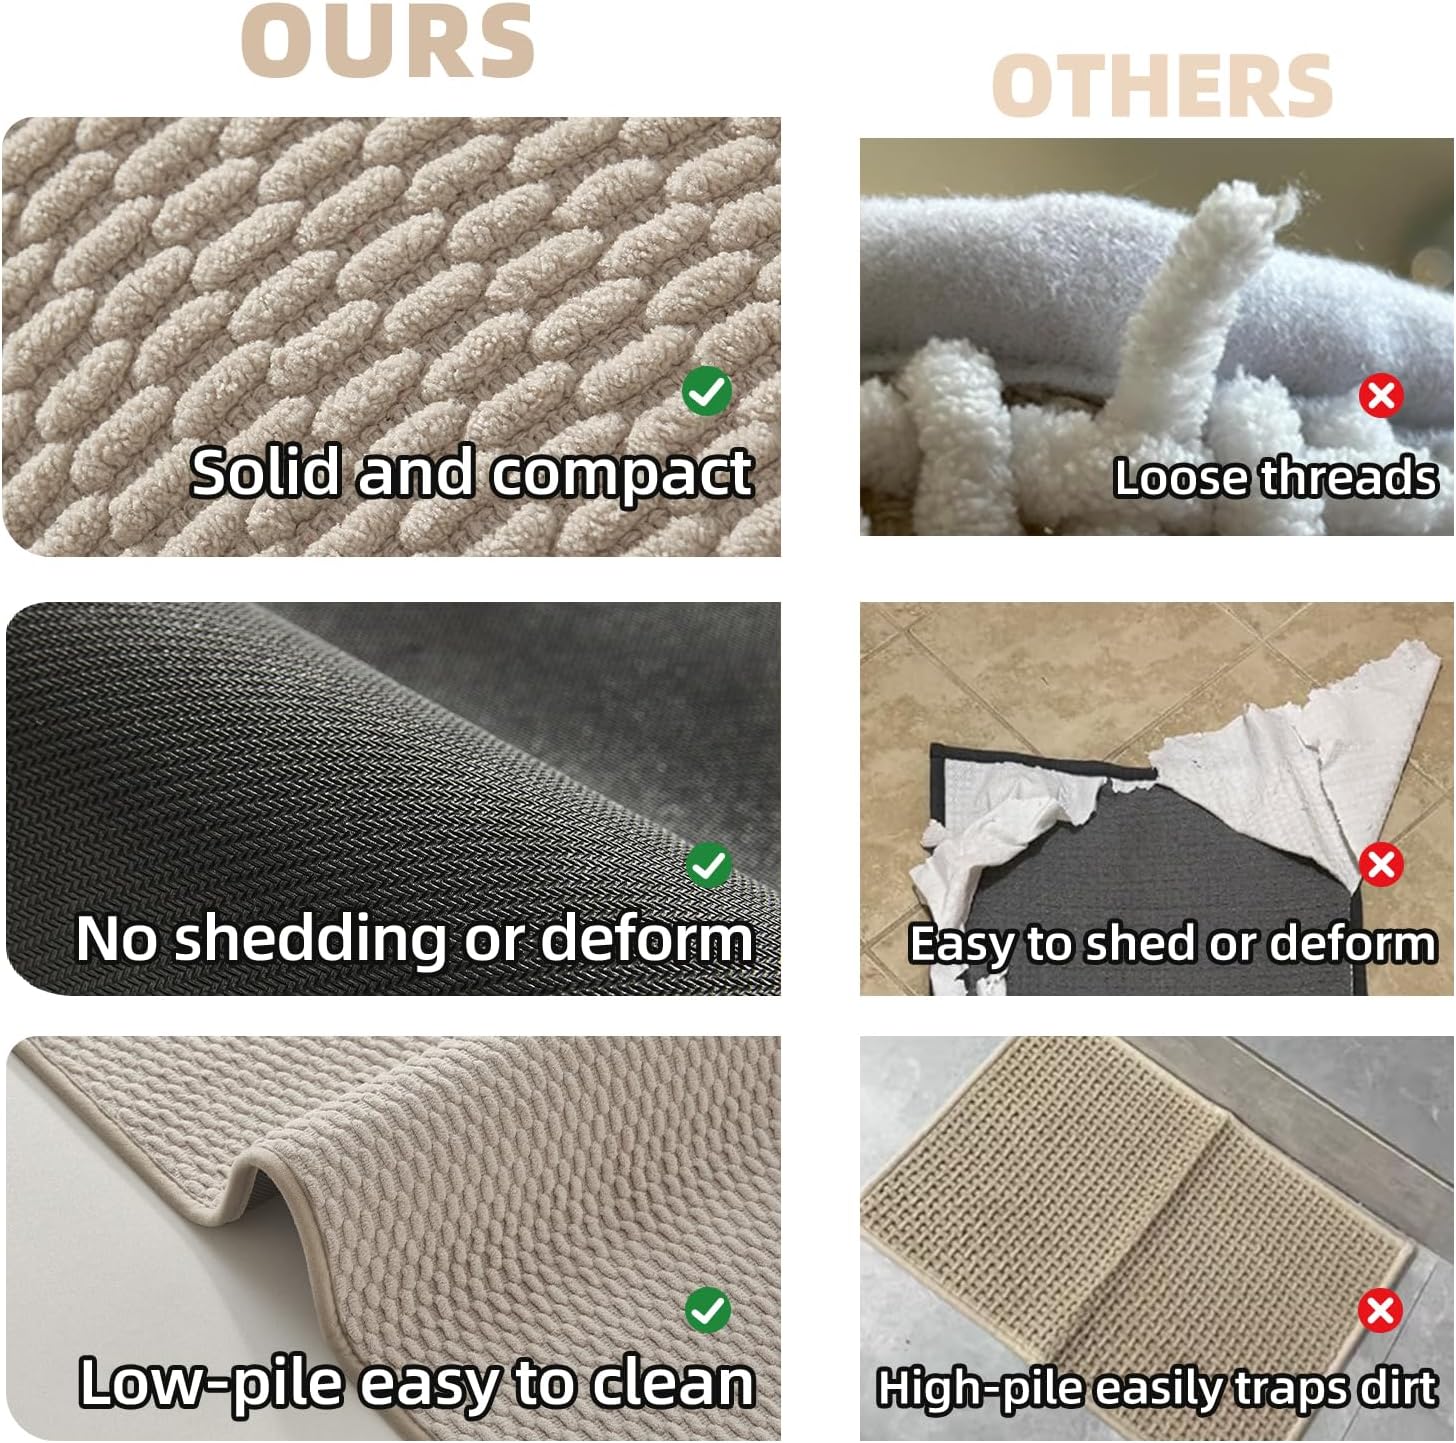 OURS
OTHERS
Solid and compact
Loose threads
No shedding or deform
Easy to shed or deform
Low-pile easy to clean
High-pile easily traps dirt